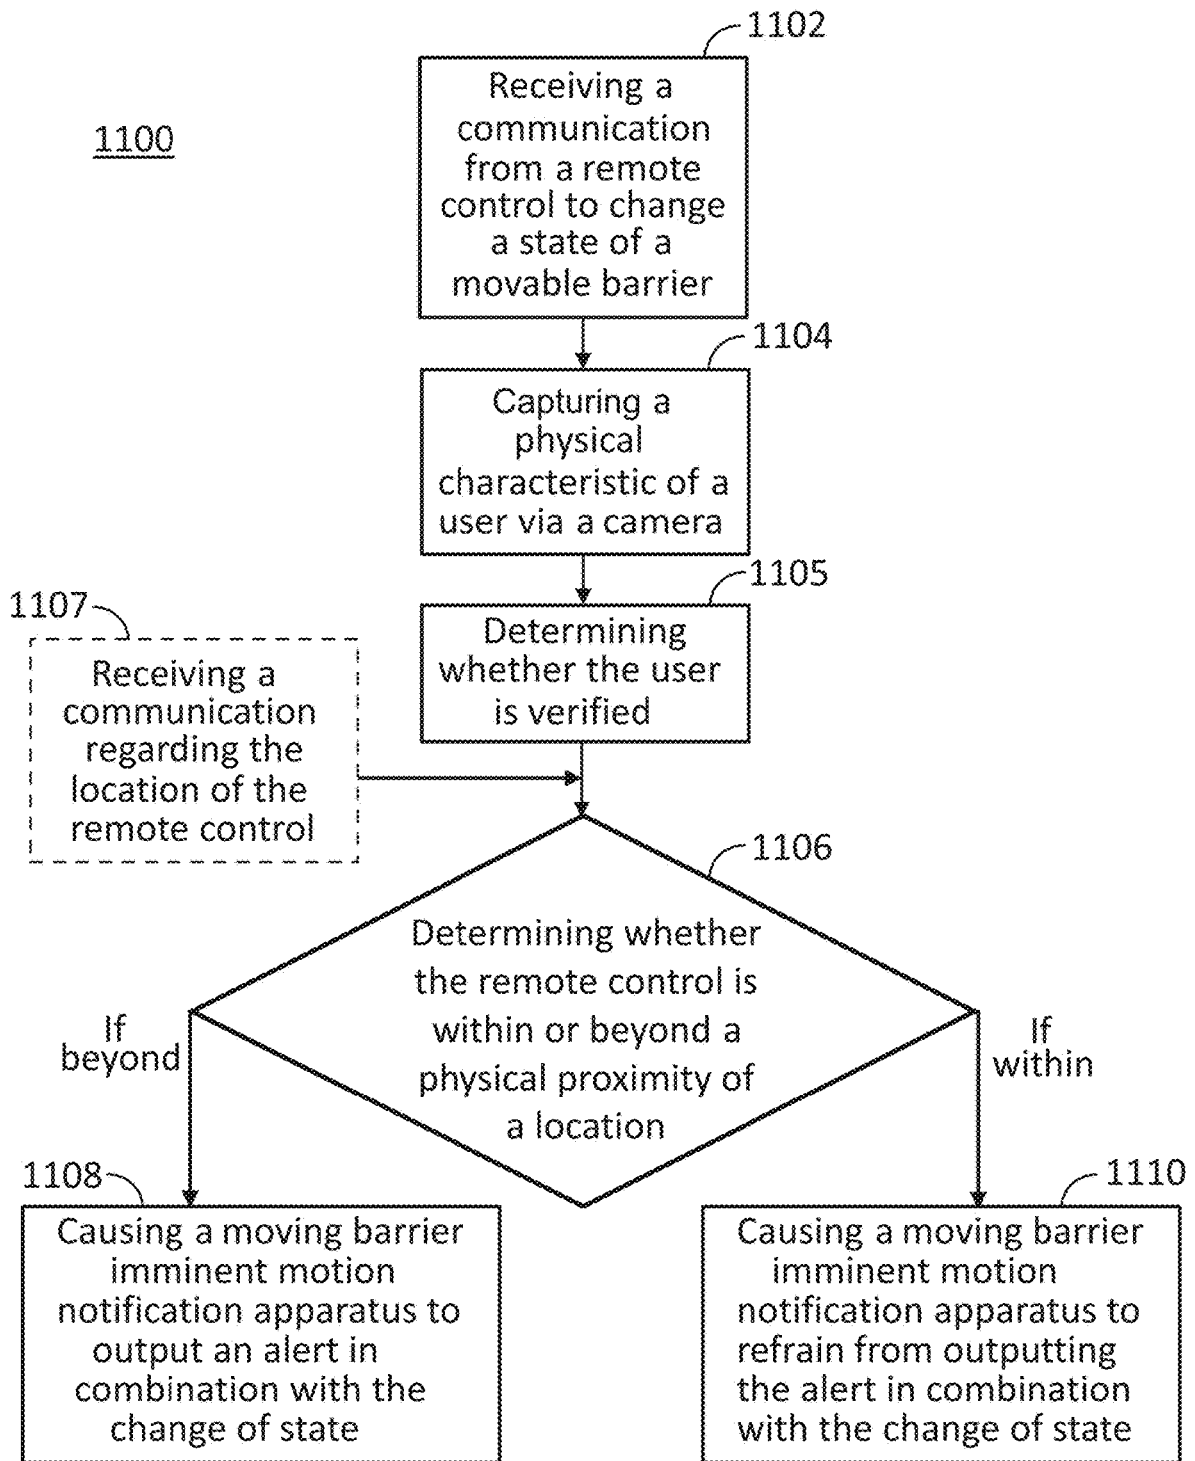 1102
Receiving a
communication
from a remote
control to change
a state of a
movable barrier
1100
1104
Capturing a
physical
characteristic of a
user via a camera
1105
Determining
whether the user
is verified
1107
Receiving a
communication
regarding the
location of the
remote control
1106
Determining whether
the remote control is
within or beyond a
physical proximity of
a location
If
beyond
If
within
1108
Causing a moving barrier
imminent motion
notification apparatus to
output an alert in
combination with the
change of state
1110
Causing a moving barrier
imminent motion
notification apparatus to
refrain from outputting
the alert in combination
with the change of state